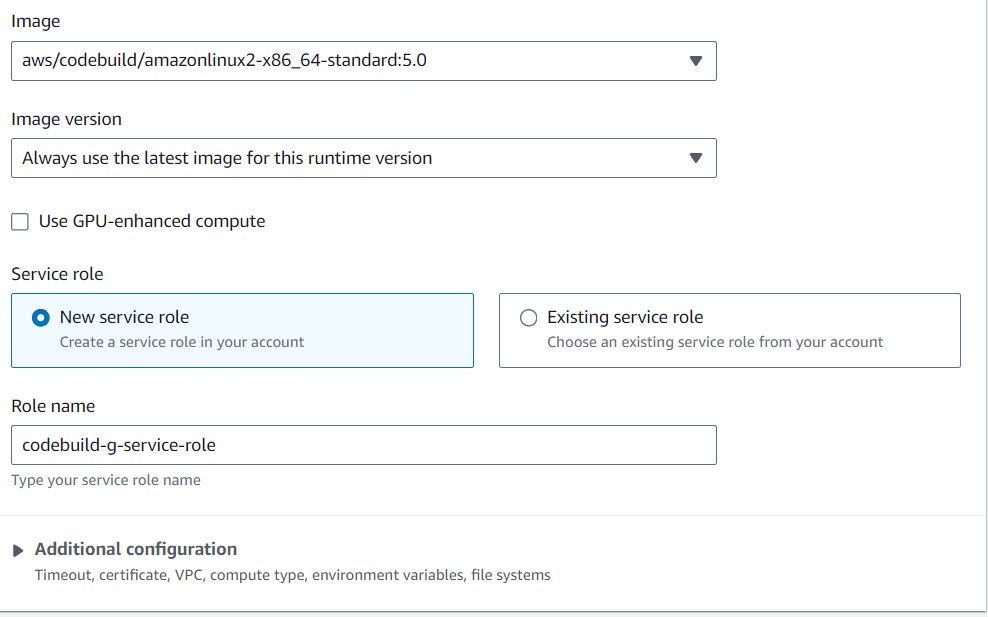 Image
aws/codebuild/amazonlinux2-x86_64-standard:5.0
Image version
Always use the latest image for this runtime version
Use GPU-enhanced compute
Service role
New service role
Create a service role in your account
Existing service role
Choose an existing service role from your account
Role name
codebuild-g-service-role
Type your service role name
Additional configuration
Timeout, certificate, VPC, compute type, environment variables, file systems